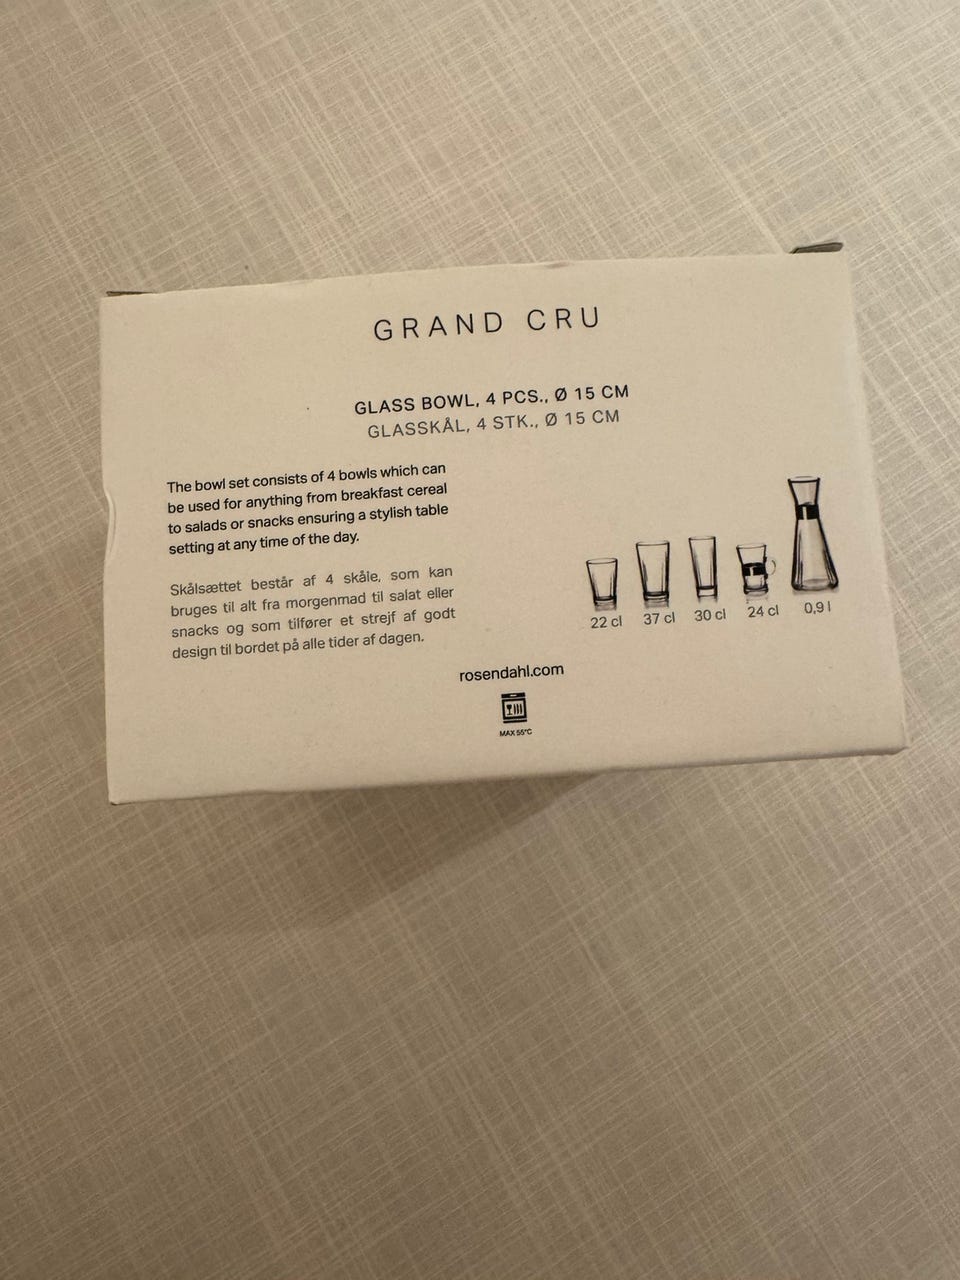 GRAND CRU
GLASS BOWL, 4 PCS., Ø 15 CM
GLASSKÅL, 4 STK., Ø 15 CM
The bowl set consists of 4 bowls which can
be used for anything from breakfast cereal
to salads or snacks ensuring a stylish table
setting at any time of the day.
Skålsættet består af 4 skåle, som kan
bruges til alt fra morgenmad til salat eller
snacks og som tilfører et strejf af godt
design til bordet på alle tider af dagen.
22 cl 37 cl 30 cl 24 cl 0,9 l
rosendahl.com
MAX 55°C